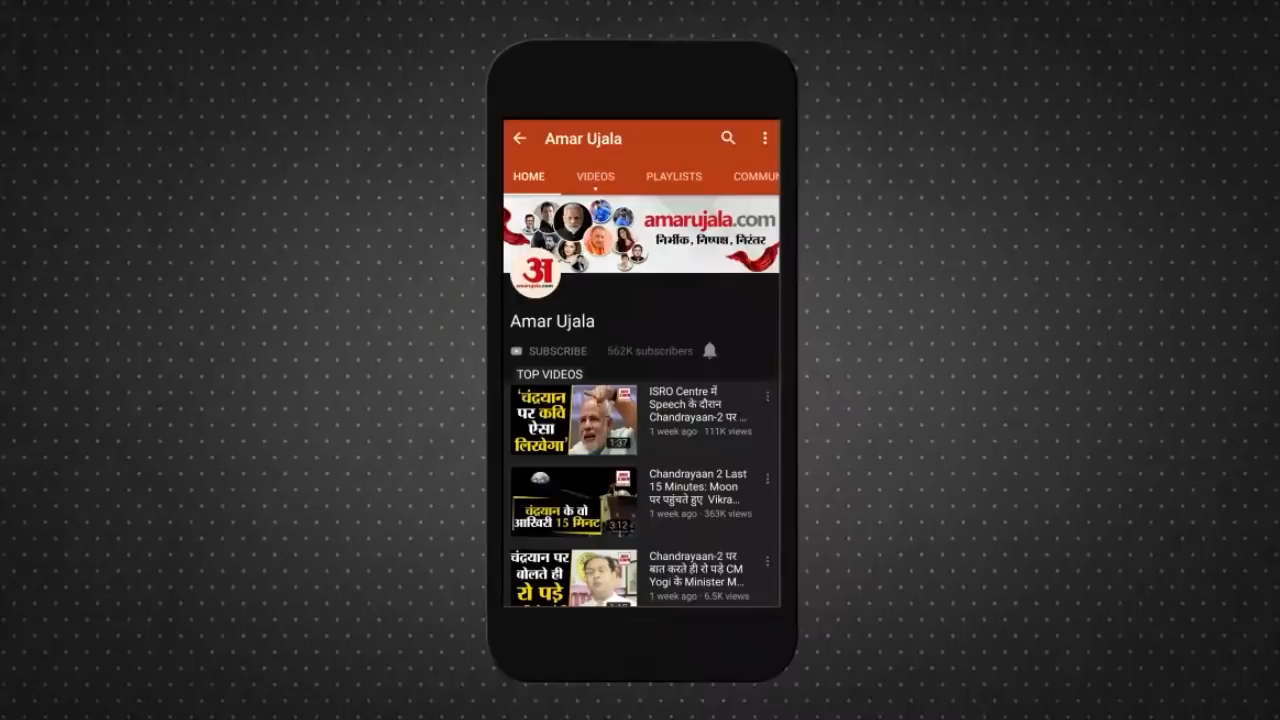 Amar Ujala
HOME VIDEOS PLAYLISTS COMMUN
amarujala.com
निर्भीक, निष्पक्ष, निरंतर
अ
amarujala.com
Amar Ujala
SUBSCRIBE 562K subscribers
TOP VIDEOS
'चंद्रयान
पर कवि
ऐसा
लिखेगा'
1:37
ISRO Centre में
Speech के दौरान
Chandrayaan-2 पर ...
1 week ago · 111K views
चंद्रयान के वो
आखिरी 15 मिनट
3:12
Chandrayaan 2 Last
15 Minutes: Moon
पर पहुंचते हुए Vikra...
1 week ago · 363K views
चंद्रयान पर
बोलते ही
रो पड़े
Chandrayaan-2 पर
बात करते ही रो पड़े CM
Yogi के Minister M...
1 week ago · 6.5K views